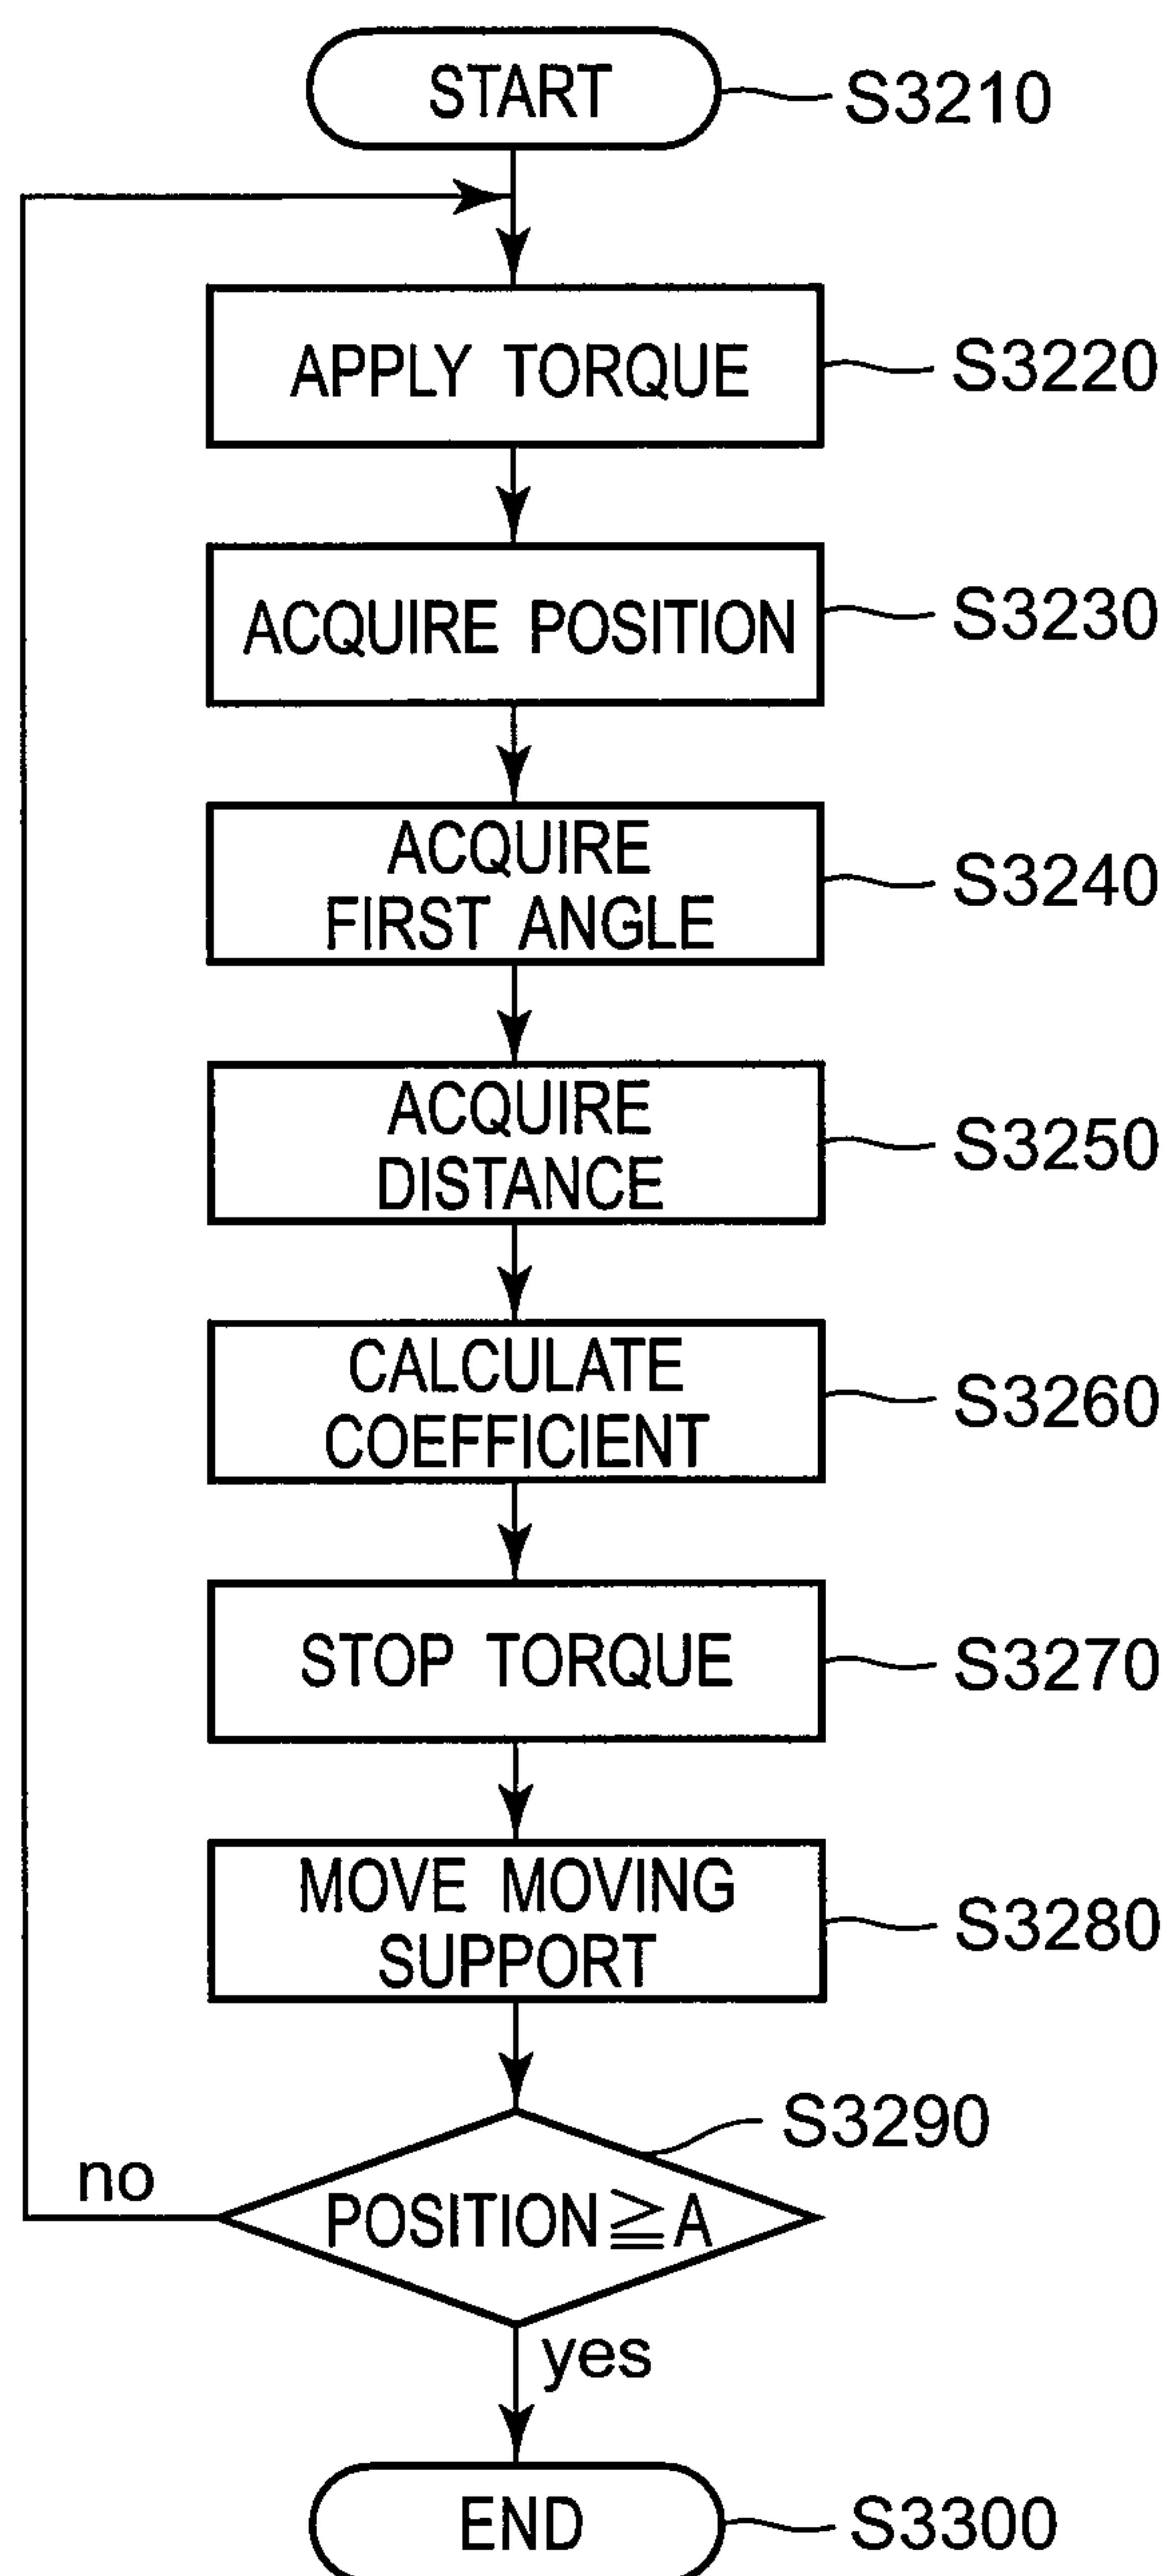 START
S3210
APPLY TORQUE
S3220
ACQUIRE POSITION
S3230
ACQUIRE
FIRST ANGLE
S3240
ACQUIRE
DISTANCE
S3250
CALCULATE
COEFFICIENT
S3260
STOP TORQUE
S3270
MOVE MOVING
SUPPORT
S3280
S3290
no
POSITION≧A
yes
END
S3300